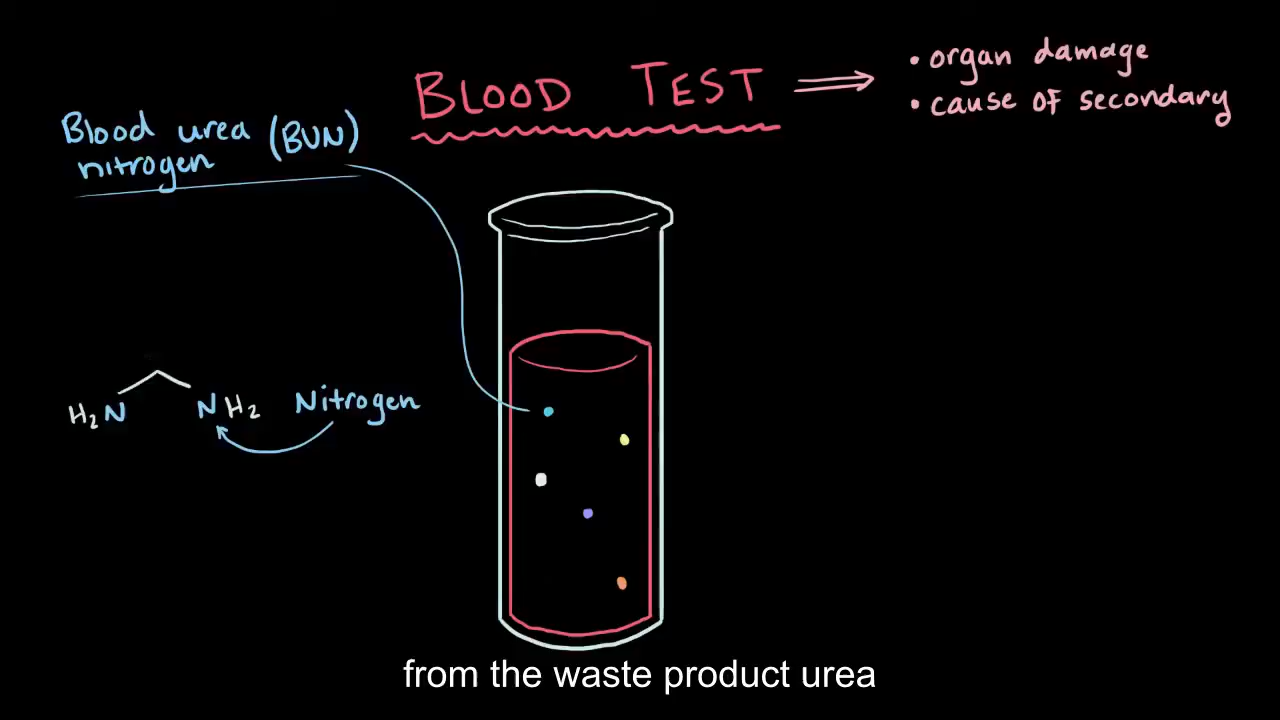 BLOOD TEST
• organ damage
• cause of secondary
Blood urea (BUN)
nitrogen
H₂N NH₂ Nitrogen
from the waste product urea